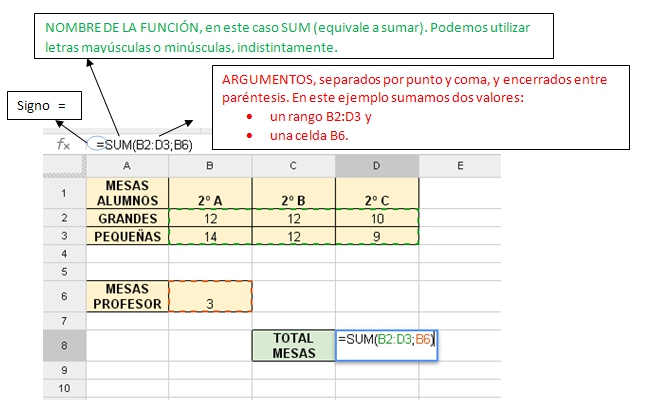 NOMBRE DE LA FUNCIÓN, en este caso SUM (equivale a sumar). Podemos utilizar
letras mayúsculas o minúsculas, indistintamente.
ARGUMENTOS, separados por punto y coma, y encerrados entre
paréntesis. En este ejemplo sumamos dos valores:
• un rango B2:D3 y
• una celda B6.
Signo =
fx =SUM(B2:D3;B6)
A B C D E
1 MESAS ALUMNOS 2º A 2º B 2º C
2 GRANDES 12 12 10
3 PEQUEÑAS 14 12 9
4
5
6 MESAS PROFESOR 3
7
8 TOTAL MESAS =SUM(B2:D3;B6)
9
10